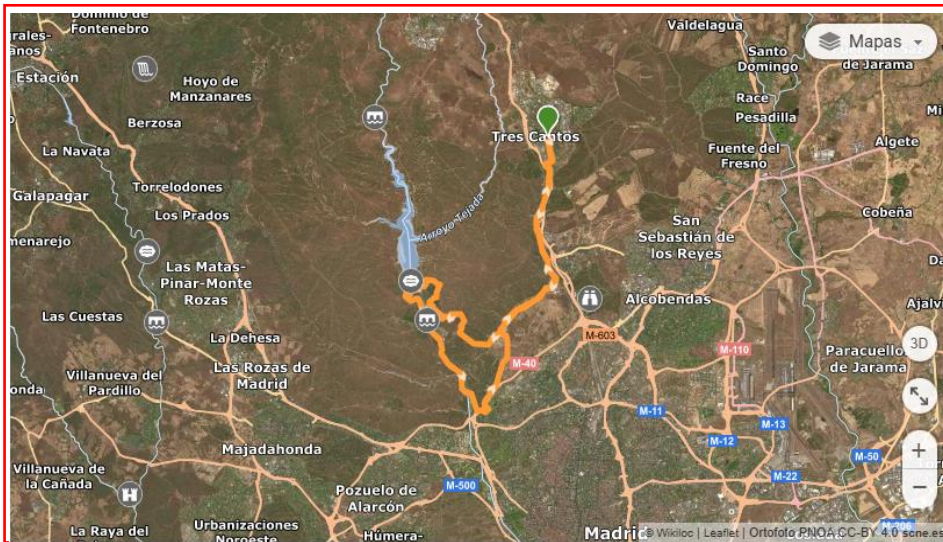 Dominio de
Fontenebro
Valdelagua
Mapas
de Jarama
Santo
Domingo
Estación
Hoyo de
Manzanares
Berzosa
Race
Pesadilla
Tres Cantos
Fuente del
Fresno
Algete
La Navata
Torrelodones
Galapagar
Los Prados
Arroyo Tejada
San
Sebastián de
los Reyes
Cobeña
Las Matas-
Pinar-Monte
Rozas
Alcobendas
Las Cuestas
La Dehesa
M-603
M-40
M-110
3D
Paracuellos
de Jarama
Villanueva del
Pardillo
Las Rozas de
Madrid
M-11
M-13
M-12
Majadahonda
M-50
Villanueva de
la Cañada
M-500
M-22
Pozuelo de
Alarcón
La Raya del
Urbanizaciones
Noroeste
Húmera-
Madrid
M-206
© Wikiloc | Leaflet | Ortofoto PNOA CC-BY 4.0 scne.es